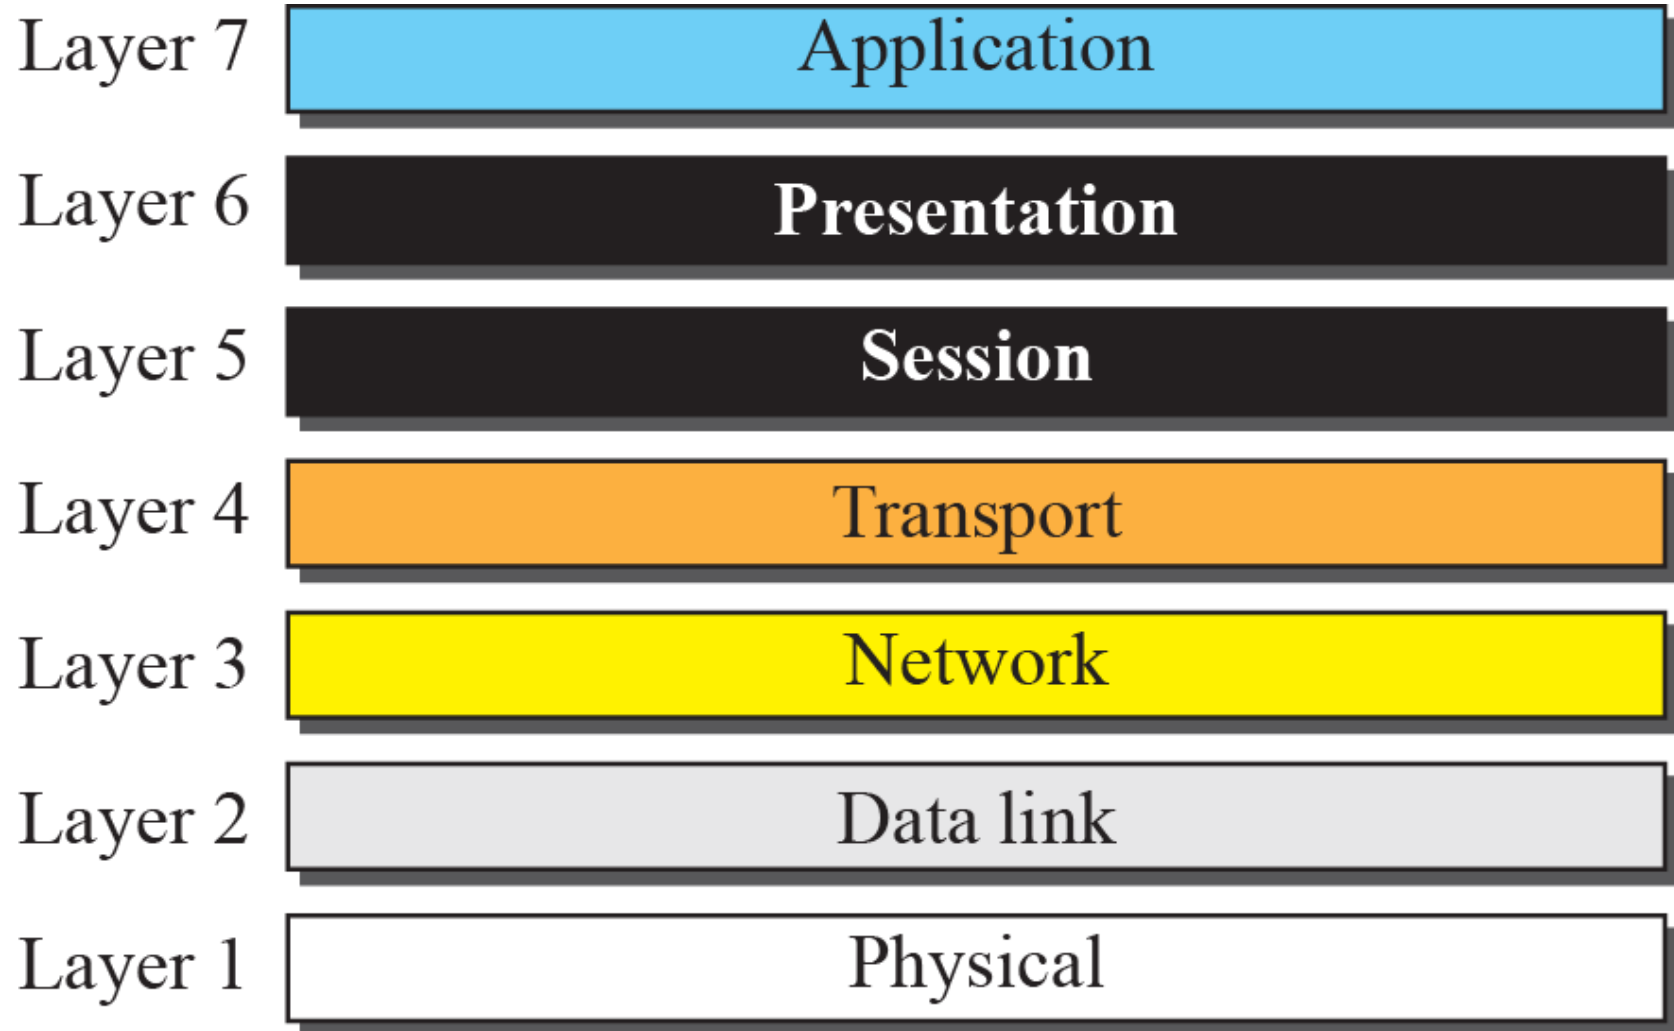 Layer 7 Application
Layer 6 Presentation
Layer 5 Session
Layer 4 Transport
Layer 3 Network
Layer 2 Data link
Layer 1 Physical